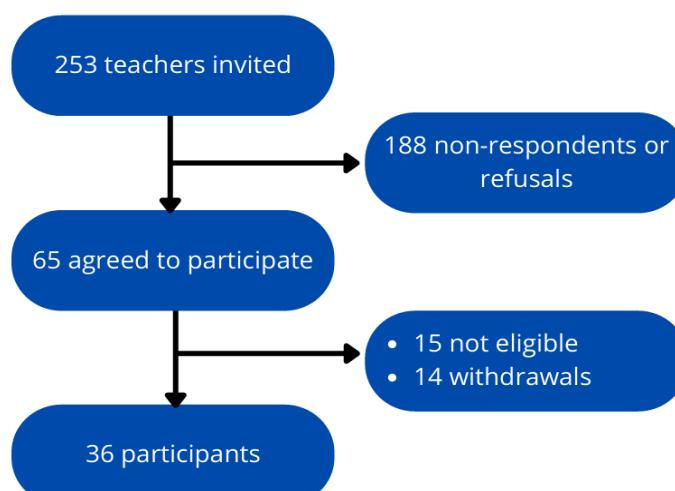 253 teachers invited
188 non-respondents or
refusals
65 agreed to participate
• 15 not eligible
• 14 withdrawals
36 participants